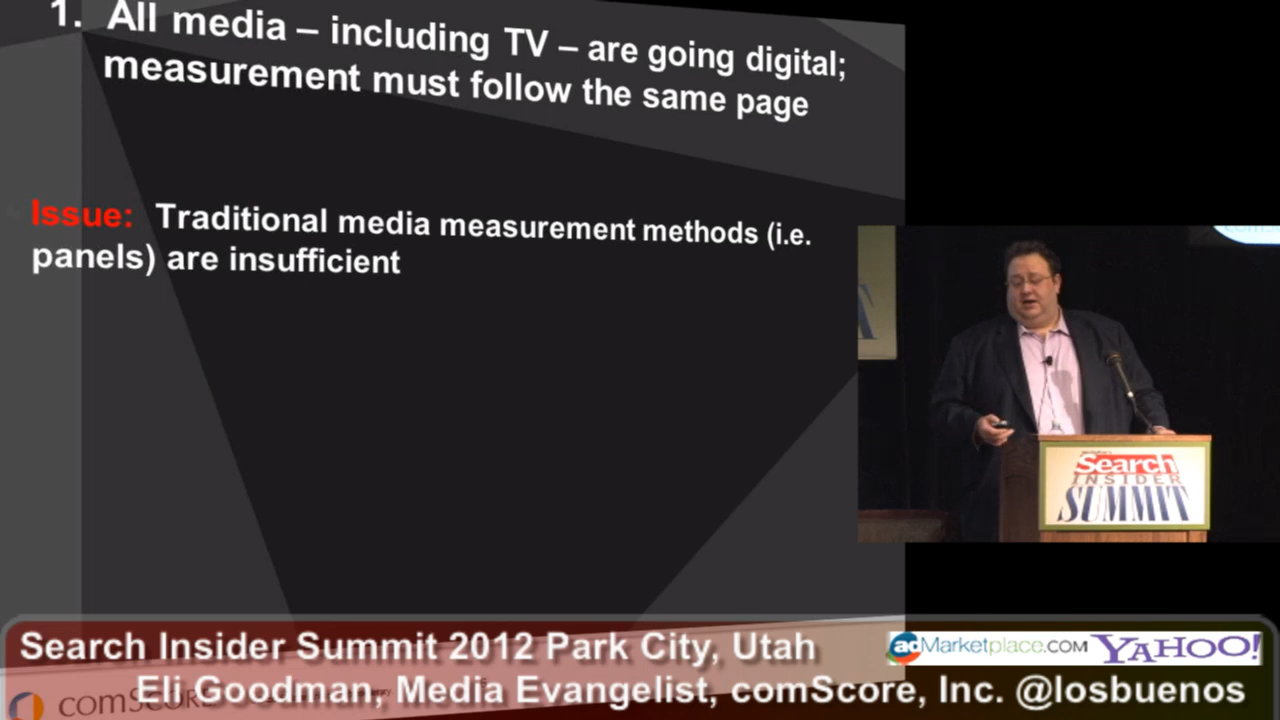 1. All media – including TV – are going digital;
measurement must follow the same page
Issue: Traditional media measurement methods (i.e.
panels) are insufficient
Search
INSIDER
SUMMIT
Search Insider Summit 2012 Park City, Utah
adMarketplace.COM YAHOO!
comSCORE
Eli Goodman, Media Evangelist, comScore, Inc. @losbuenos